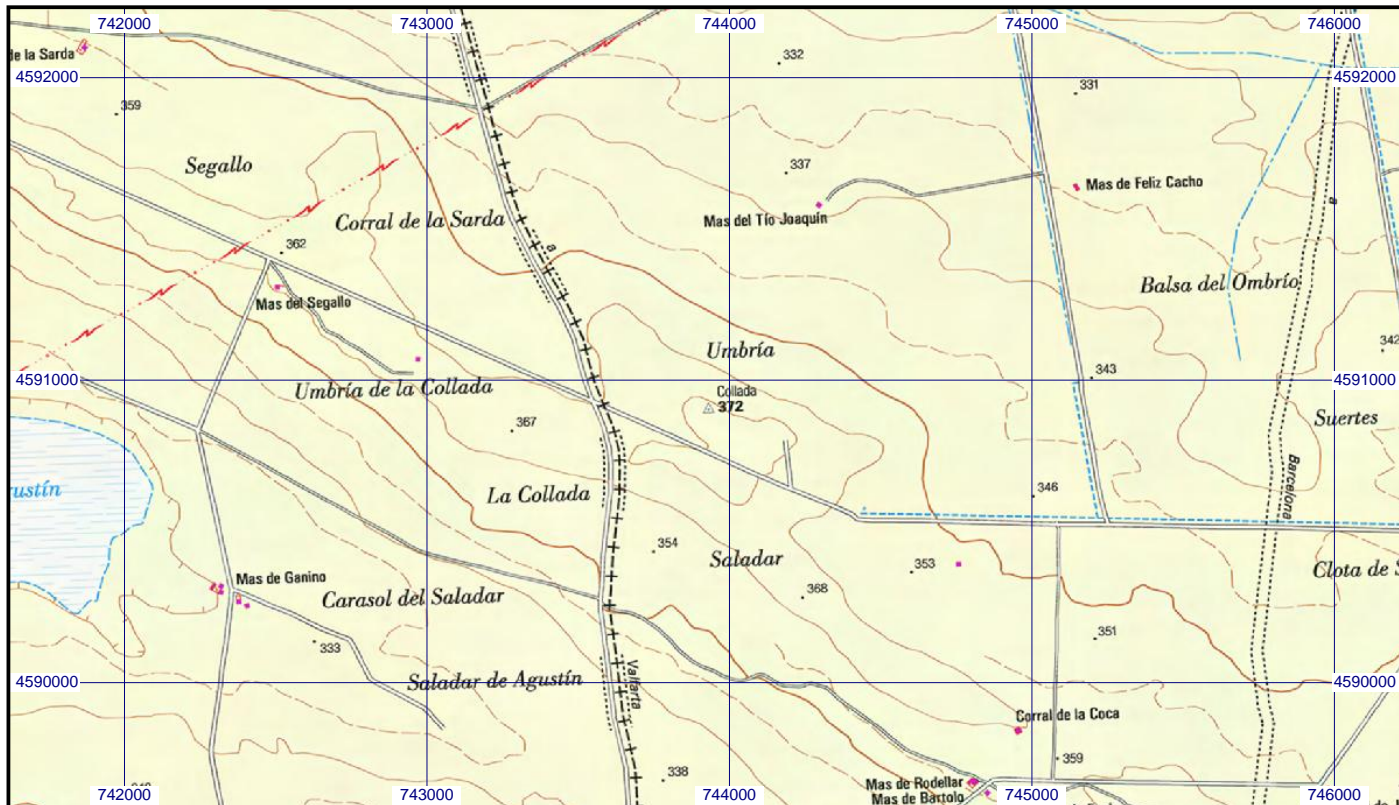 742000
743000
744000
745000
746000
de la Sarda
4592000
4592000
332
331
359
Segallo
337
Mas de Feliz Cacho
Mas del Tío Joaquín
Corral de la Sarda
a
a
362
Balsa del Ombrío
Mas del Segallo
Umbría
342
4591000
4591000
343
Umbría de la Collada
Collada
372
Suertes
367
ustín
La Collada
346
Barcelona
354
Saladar
353
Clota de S
Mas de Ganino
Carasol del Saladar
368
333
351
4590000
4590000
Saladar de Agustín
Valfarta
Corral de la Coca
359
338
Mas de Rodellar
Mas de Bartolo
742000
743000
744000
745000
746000